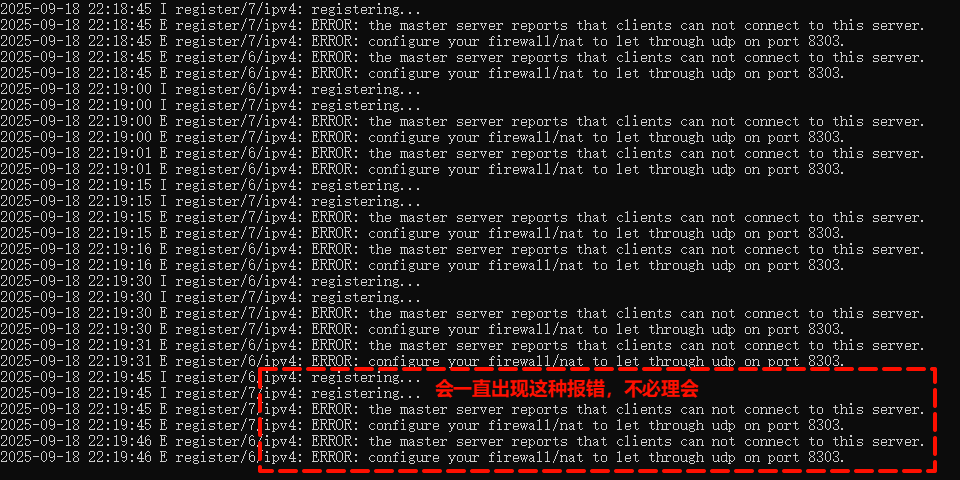 2025-09-18 22:18:45 I register/7/ipv4: registering...
2025-09-18 22:18:45 E register/7/ipv4: ERROR: the master server reports that clients can not connect to this server.
2025-09-18 22:18:45 E register/7/ipv4: ERROR: configure your firewall/nat to let through udp on port 8303.
2025-09-18 22:18:45 E register/6/ipv4: ERROR: the master server reports that clients can not connect to this server.
2025-09-18 22:18:45 E register/6/ipv4: ERROR: configure your firewall/nat to let through udp on port 8303.
2025-09-18 22:19:00 I register/6/ipv4: registering...
2025-09-18 22:19:00 I register/7/ipv4: registering...
2025-09-18 22:19:00 E register/7/ipv4: ERROR: the master server reports that clients can not connect to this server.
2025-09-18 22:19:00 E register/7/ipv4: ERROR: configure your firewall/nat to let through udp on port 8303.
2025-09-18 22:19:01 E register/6/ipv4: ERROR: the master server reports that clients can not connect to this server.
2025-09-18 22:19:01 E register/6/ipv4: ERROR: configure your firewall/nat to let through udp on port 8303.
2025-09-18 22:19:15 I register/6/ipv4: registering...
2025-09-18 22:19:15 I register/7/ipv4: registering...
2025-09-18 22:19:15 E register/7/ipv4: ERROR: the master server reports that clients can not connect to this server.
2025-09-18 22:19:15 E register/7/ipv4: ERROR: configure your firewall/nat to let through udp on port 8303.
2025-09-18 22:19:16 E register/6/ipv4: ERROR: the master server reports that clients can not connect to this server.
2025-09-18 22:19:16 E register/6/ipv4: ERROR: configure your firewall/nat to let through udp on port 8303.
2025-09-18 22:19:30 I register/6/ipv4: registering...
2025-09-18 22:19:30 I register/7/ipv4: registering...
2025-09-18 22:19:30 E register/7/ipv4: ERROR: the master server reports that clients can not connect to this server.
2025-09-18 22:19:30 E register/7/ipv4: ERROR: configure your firewall/nat to let through udp on port 8303.
2025-09-18 22:19:31 E register/6/ipv4: ERROR: the master server reports that clients can not connect to this server.
2025-09-18 22:19:31 E register/6/ipv4: ERROR: configure your firewall/nat to let through udp on port 8303.
2025-09-18 22:19:45 I register/6/ipv4: registering...
会一直出现这种报错，不必理会
2025-09-18 22:19:45 I register/7/ipv4: registering...
2025-09-18 22:19:45 E register/7/ipv4: ERROR: the master server reports that clients can not connect to this server.
2025-09-18 22:19:45 E register/7/ipv4: ERROR: configure your firewall/nat to let through udp on port 8303.
2025-09-18 22:19:46 E register/6/ipv4: ERROR: the master server reports that clients can not connect to this server.
2025-09-18 22:19:46 E register/6/ipv4: ERROR: configure your firewall/nat to let through udp on port 8303.